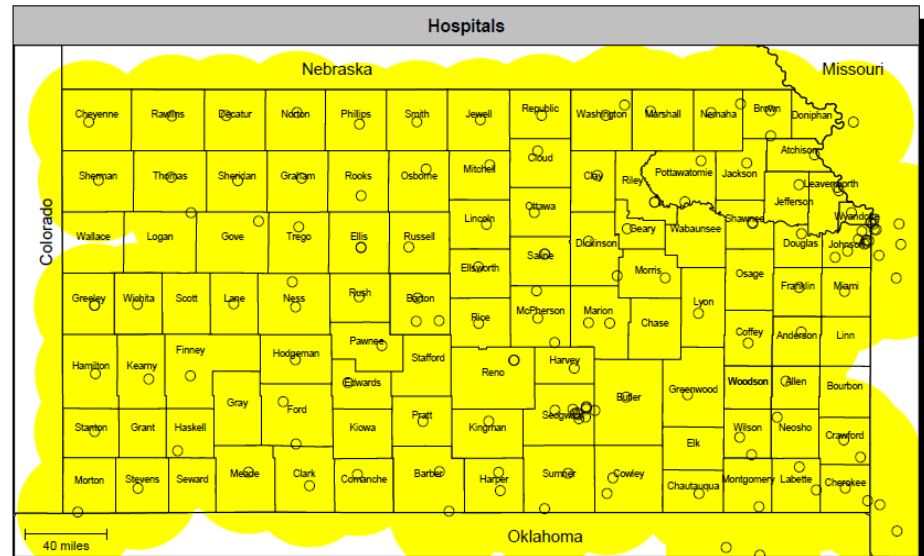 Hospitals
Nebraska
Missouri
Colorado
Cheyenne Rawlins Decatur Norton Phillips Smith Jewell Republic Washington Marshall Nemaha Brown Doniphan
Atchison
Sherman Thomas Sheridan Graham Rooks Osborne Mitchell Cloud Clay Riley Pottawatomie Jackson
Jefferson Leavenworth
Wyandotte
Wallace Logan Gove Trego Ellis Russell Lincoln Ottawa Dickinson Geary Wabaunsee Shawnee Douglas Johnson
Ellsworth Saline Morris Osage
Greeley Wichita Scott Lane Ness Rush Barton Rice McPherson Marion Chase Lyon Franklin Miami
Hamilton Kearny Finney Hodgeman Pawnee Stafford Reno Harvey Coffey Anderson Linn
Gray Ford Edwards Butler Greenwood Woodson Allen Bourbon
Stanton Grant Haskell Kiowa Pratt Kingman Sedgwick Elk Wilson Neosho Crawford
Morton Stevens Seward Meade Clark Comanche Barber Harper Sumner Cowley Chautauqua Montgomery Labette Cherokee
40 miles
Oklahoma